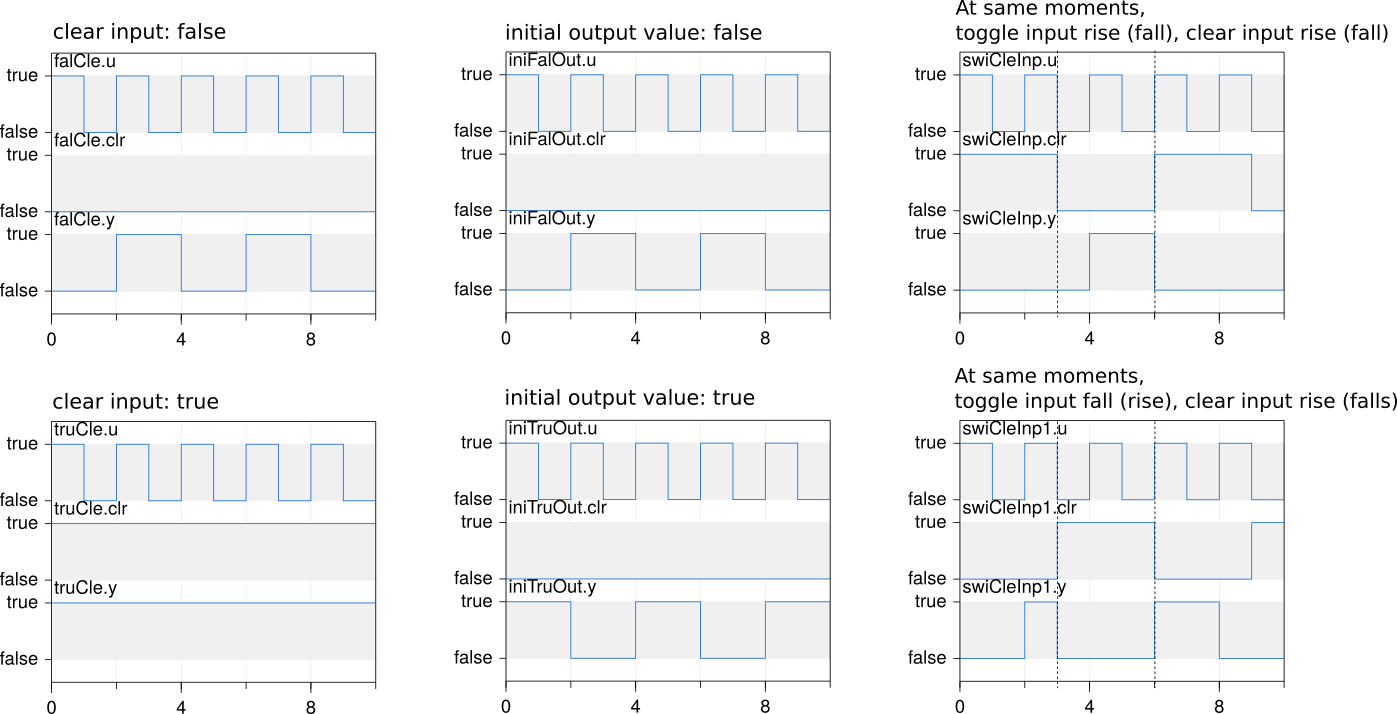 clear input: false
falCle.u
true
false
falCle.clr
true
false
falCle.y
true
false
0 4 8
initial output value: false
iniFalOut.u
true
false
iniFalOut.clr
true
false
iniFalOut.y
true
false
0 4 8
At same moments,
toggle input rise (fall), clear input rise (fall)
swiCleInp.u
true
false
swiCleInp.clr
true
false
swiCleInp.y
true
false
0 4 8
clear input: true
truCle.u
true
false
truCle.clr
true
false
truCle.y
true
false
0 4 8
initial output value: true
iniTruOut.u
true
false
iniTruOut.clr
true
false
iniTruOut.y
true
false
0 4 8
At same moments,
toggle input fall (rise), clear input rise (falls)
swiCleInp1.u
true
false
swiCleInp1.clr
true
false
swiCleInp1.y
true
false
0 4 8